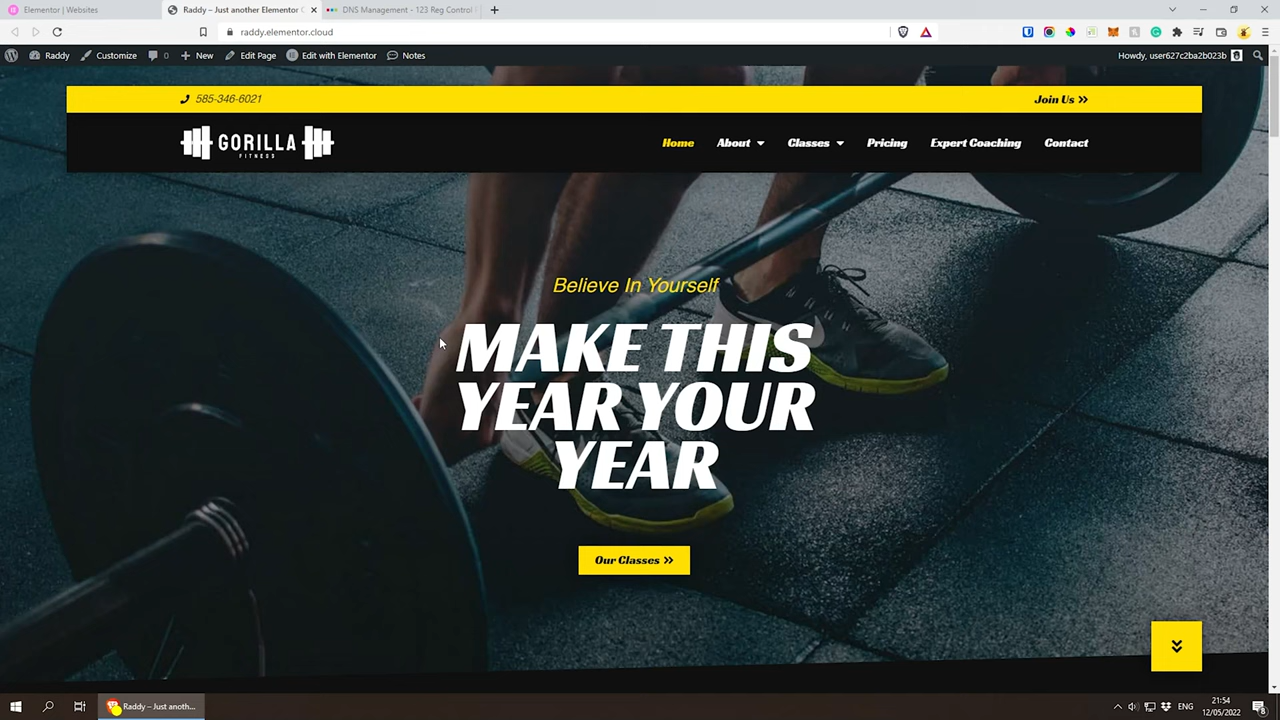 Elementor | Websites
Raddy – Just another Elementor C
DNS Management - 123 Reg Control
raddy.elementor.cloud
Raddy
Customize
0
New
Edit Page
Edit with Elementor
Notes
Howdy, user627c2ba2b023b
585-346-6021
Join Us
GORILLA
FITNESS
Home
About
Classes
Pricing
Expert Coaching
Contact
Believe In Yourself
MAKE THIS
YEAR YOUR
YEAR
Our Classes
Raddy – Just anoth...
ENG
21:54
12/05/2022
8